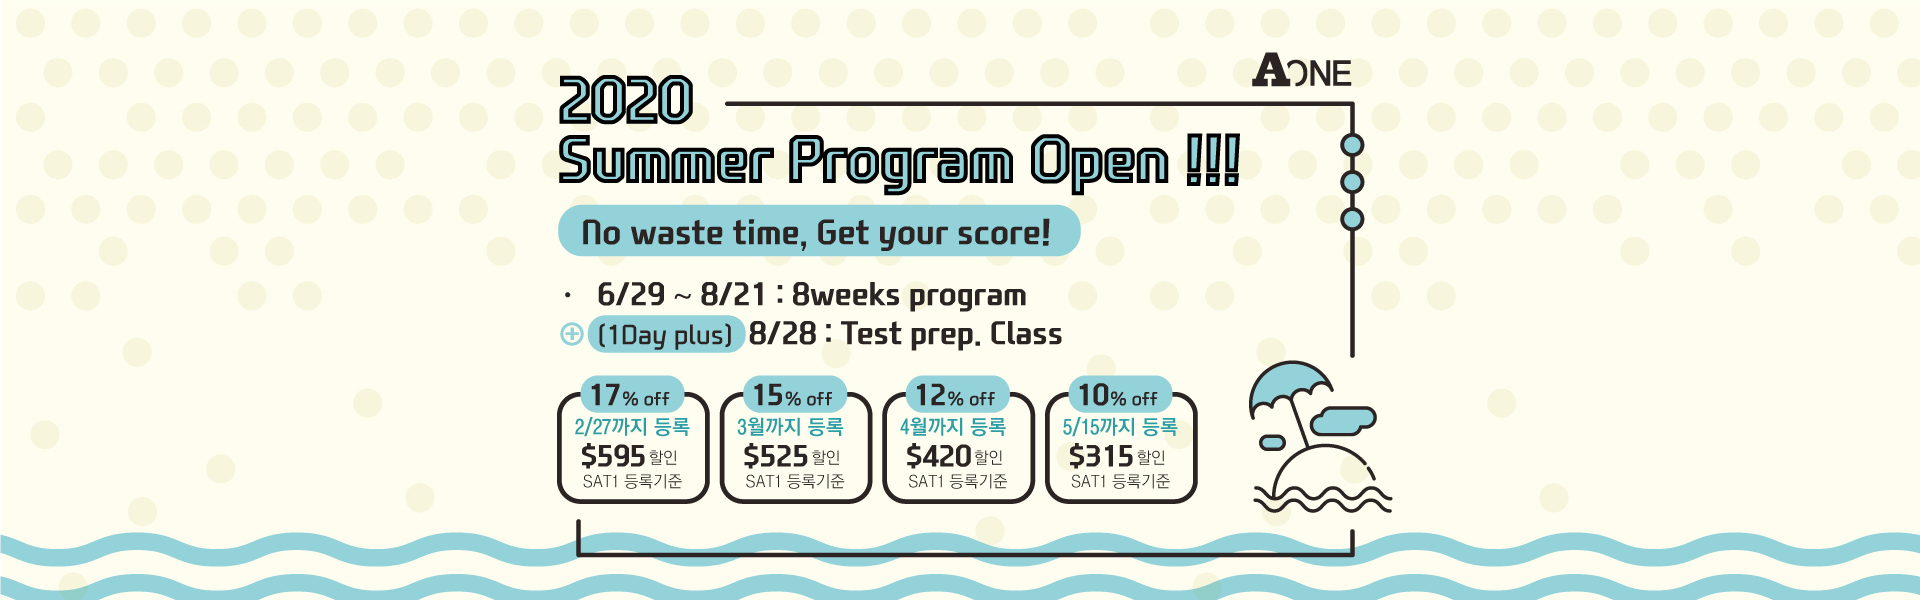 AONE
2020
Summer Program Open !!!
No waste time, Get your score!
· 6/29 ~ 8/21 : 8weeks program
(1Day plus) 8/28 : Test prep. Class
17% off
2/27까지 등록
$595 할인
SAT1 등록기준
15% off
3월까지 등록
$525 할인
SAT1 등록기준
12% off
4월까지 등록
$420 할인
SAT1 등록기준
10% off
5/15까지 등록
$315 할인
SAT1 등록기준